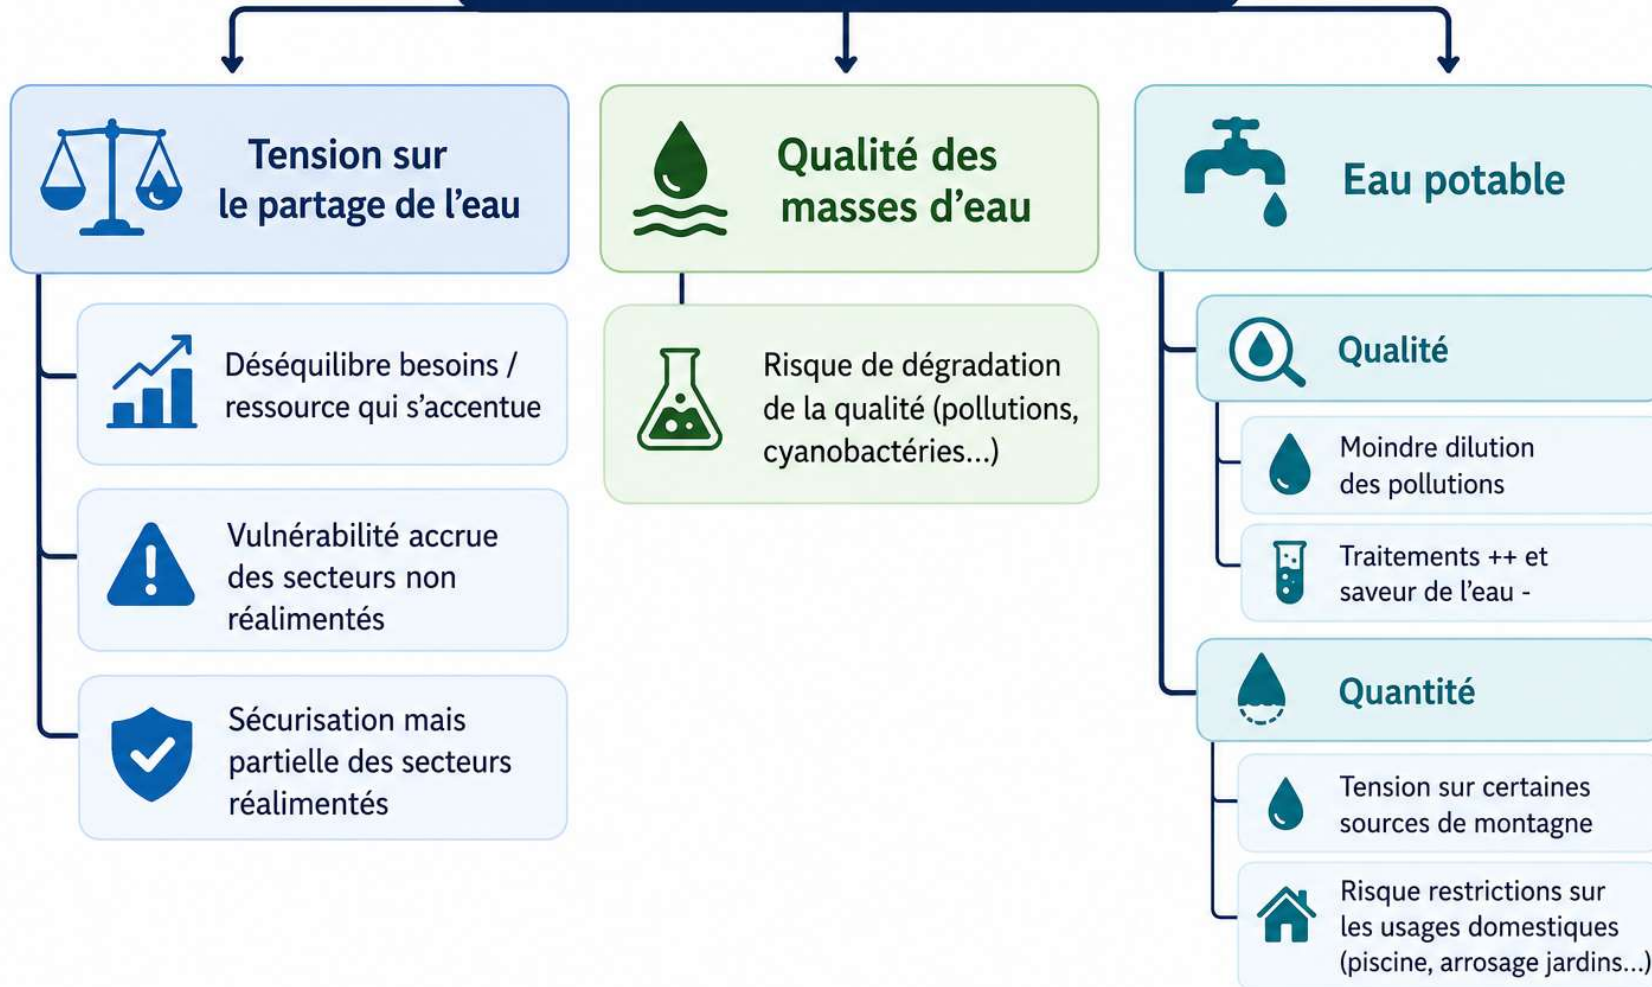 Tension sur
le partage de l’eau
Déséquilibre besoins /
ressource qui s’accentue
Vulnérabilité accrue
des secteurs non
réalimentés
Sécurisation mais
partielle des secteurs
réalimentés
Qualité des
masses d’eau
Risque de dégradation
de la qualité (pollutions,
cyanobactéries...)
Eau potable
Qualité
Moindre dilution
des pollutions
Traitements ++ et
saveur de l’eau -
Quantité
Tension sur certaines
sources de montagne
Risque restrictions sur
les usages domestiques
(piscine, arrosage jardins...)